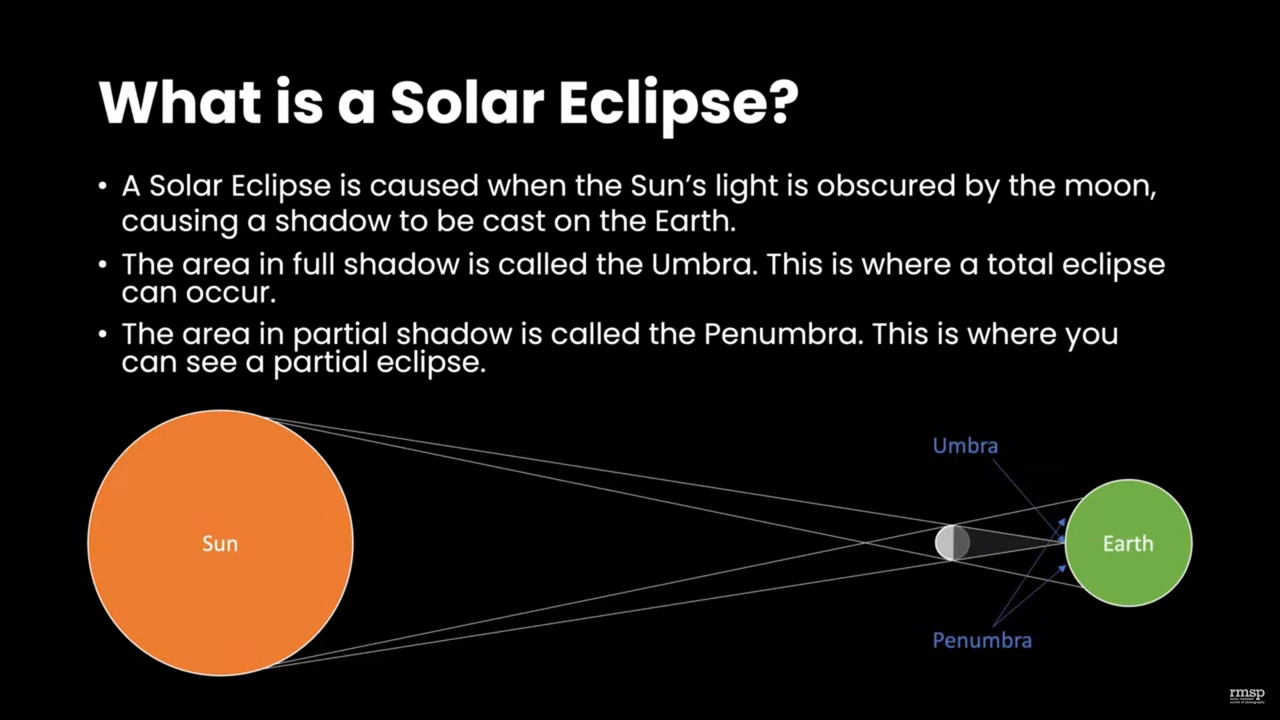 What is a Solar Eclipse?
• A Solar Eclipse is caused when the Sun's light is obscured by the moon,
causing a shadow to be cast on the Earth.
• The area in full shadow is called the Umbra. This is where a total eclipse
can occur.
• The area in partial shadow is called the Penumbra. This is where you
can see a partial eclipse.
Umbra
Sun
Earth
Penumbra
rmsp